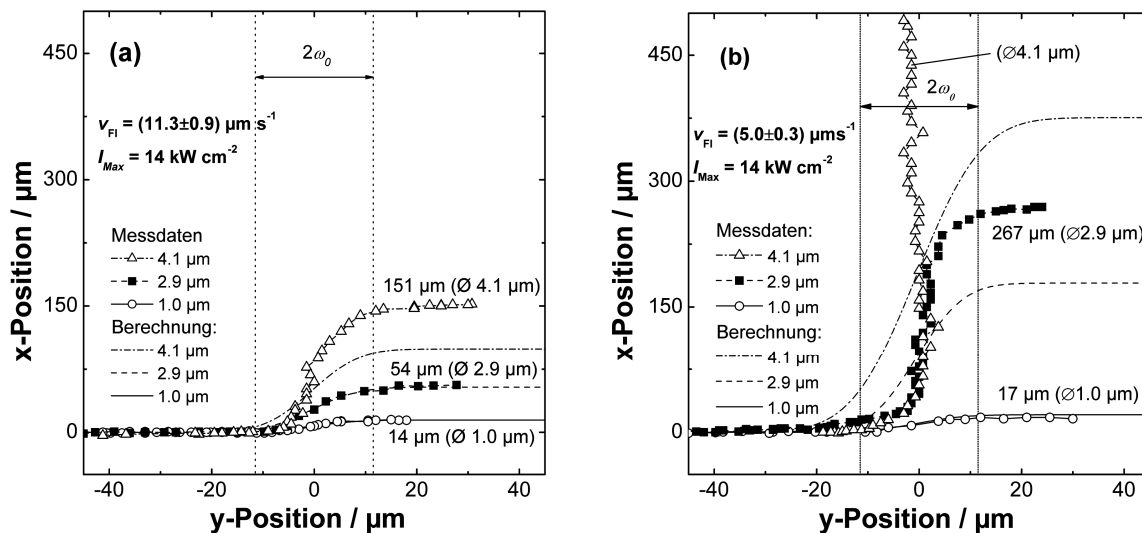 (a)
2ω₀
v_Fl = (11.3±0.9) µm s⁻¹
I_Max = 14 kW cm⁻²
Messdaten
4.1 µm
2.9 µm
1.0 µm
Berechnung:
4.1 µm
2.9 µm
1.0 µm
151 µm (Ø 4.1 µm)
54 µm (Ø 2.9 µm)
14 µm (Ø 1.0 µm)
450
300
150
0
-40
-20
0
20
40
x-Position / µm
y-Position / µm
(b)
(∅4.1 µm)
2ω₀
v_Fl = (5.0±0.3) µms⁻¹
I_Max = 14 kW cm⁻²
Messdaten:
4.1 µm
2.9 µm
1.0 µm
Berechnung:
4.1 µm
2.9 µm
1.0 µm
267 µm (∅2.9 µm)
17 µm (∅1.0 µm)
450
300
150
0
-40
-20
0
20
40
x-Position / µm
y-Position / µm